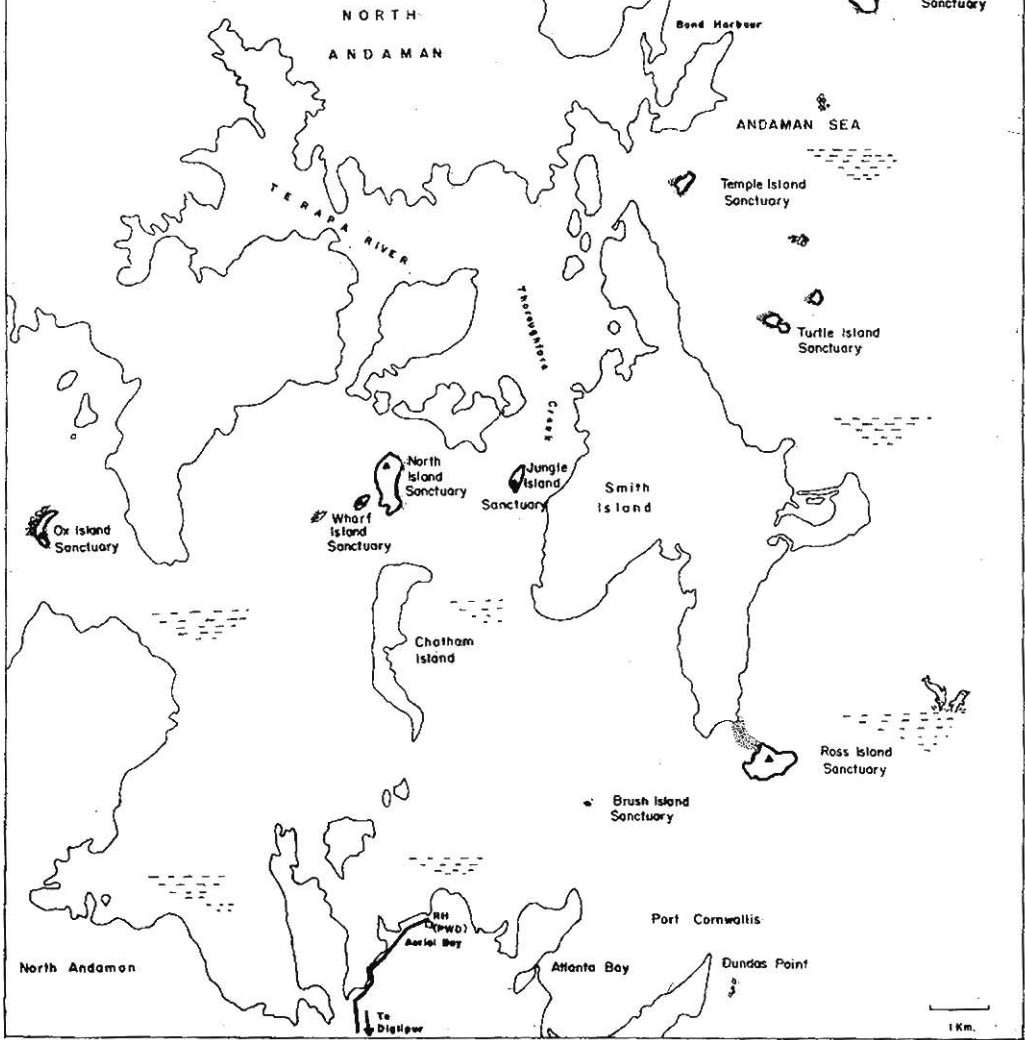 Sanctuary
NORTH
ANDAMAN
Bond Harbour
ANDAMAN SEA
Temple Island
Sanctuary
TERAPA RIVER
Thoroughfore
Creek
Turtle Island
Sanctuary
North
Island
Sanctuary
Jungle
Island
Sanctuary
Smith
Island
Ox Island
Sanctuary
Wharf
Island
Sanctuary
Chatham
Island
Ross Island
Sanctuary
Brush Island
Sanctuary
RH
(PWD)
Aerial Bay
Port Cornwallis
North Andaman
Atlanta Bay
Dundas Point
To
Diglipur
1 Km.